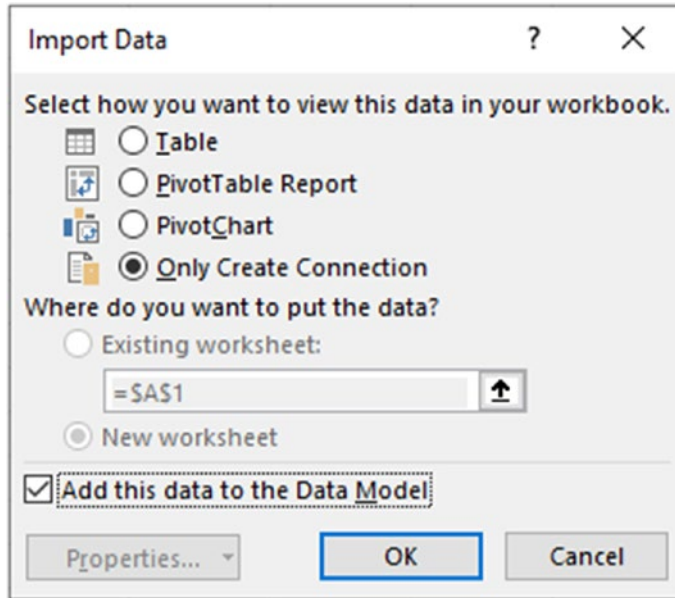 Import Data ?
Select how you want to view this data in your workbook.
Table
PivotTable Report
PivotChart
Only Create Connection
Where do you want to put the data?
Existing worksheet:
=$A$1
New worksheet
Add this data to the Data Model
Properties...
OK Cancel